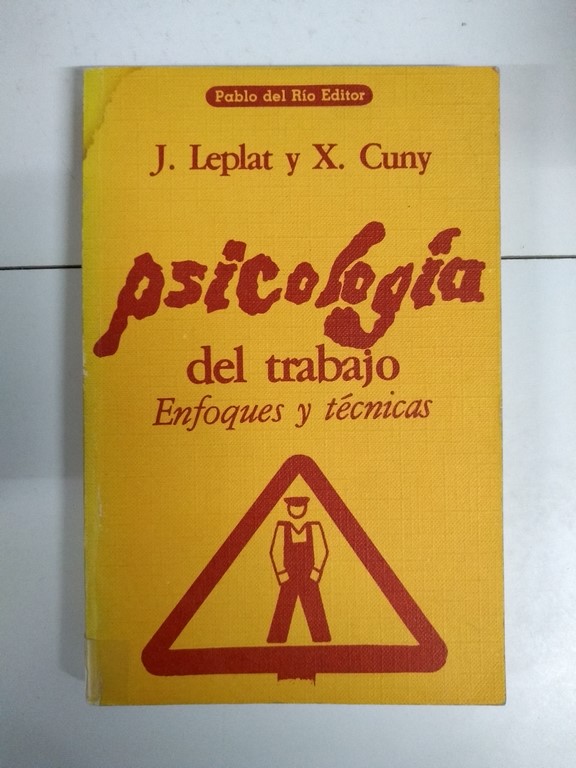 Pablo del Río Editor
J. Leplat y X. Cuny
psicología
del trabajo
Enfoques y técnicas